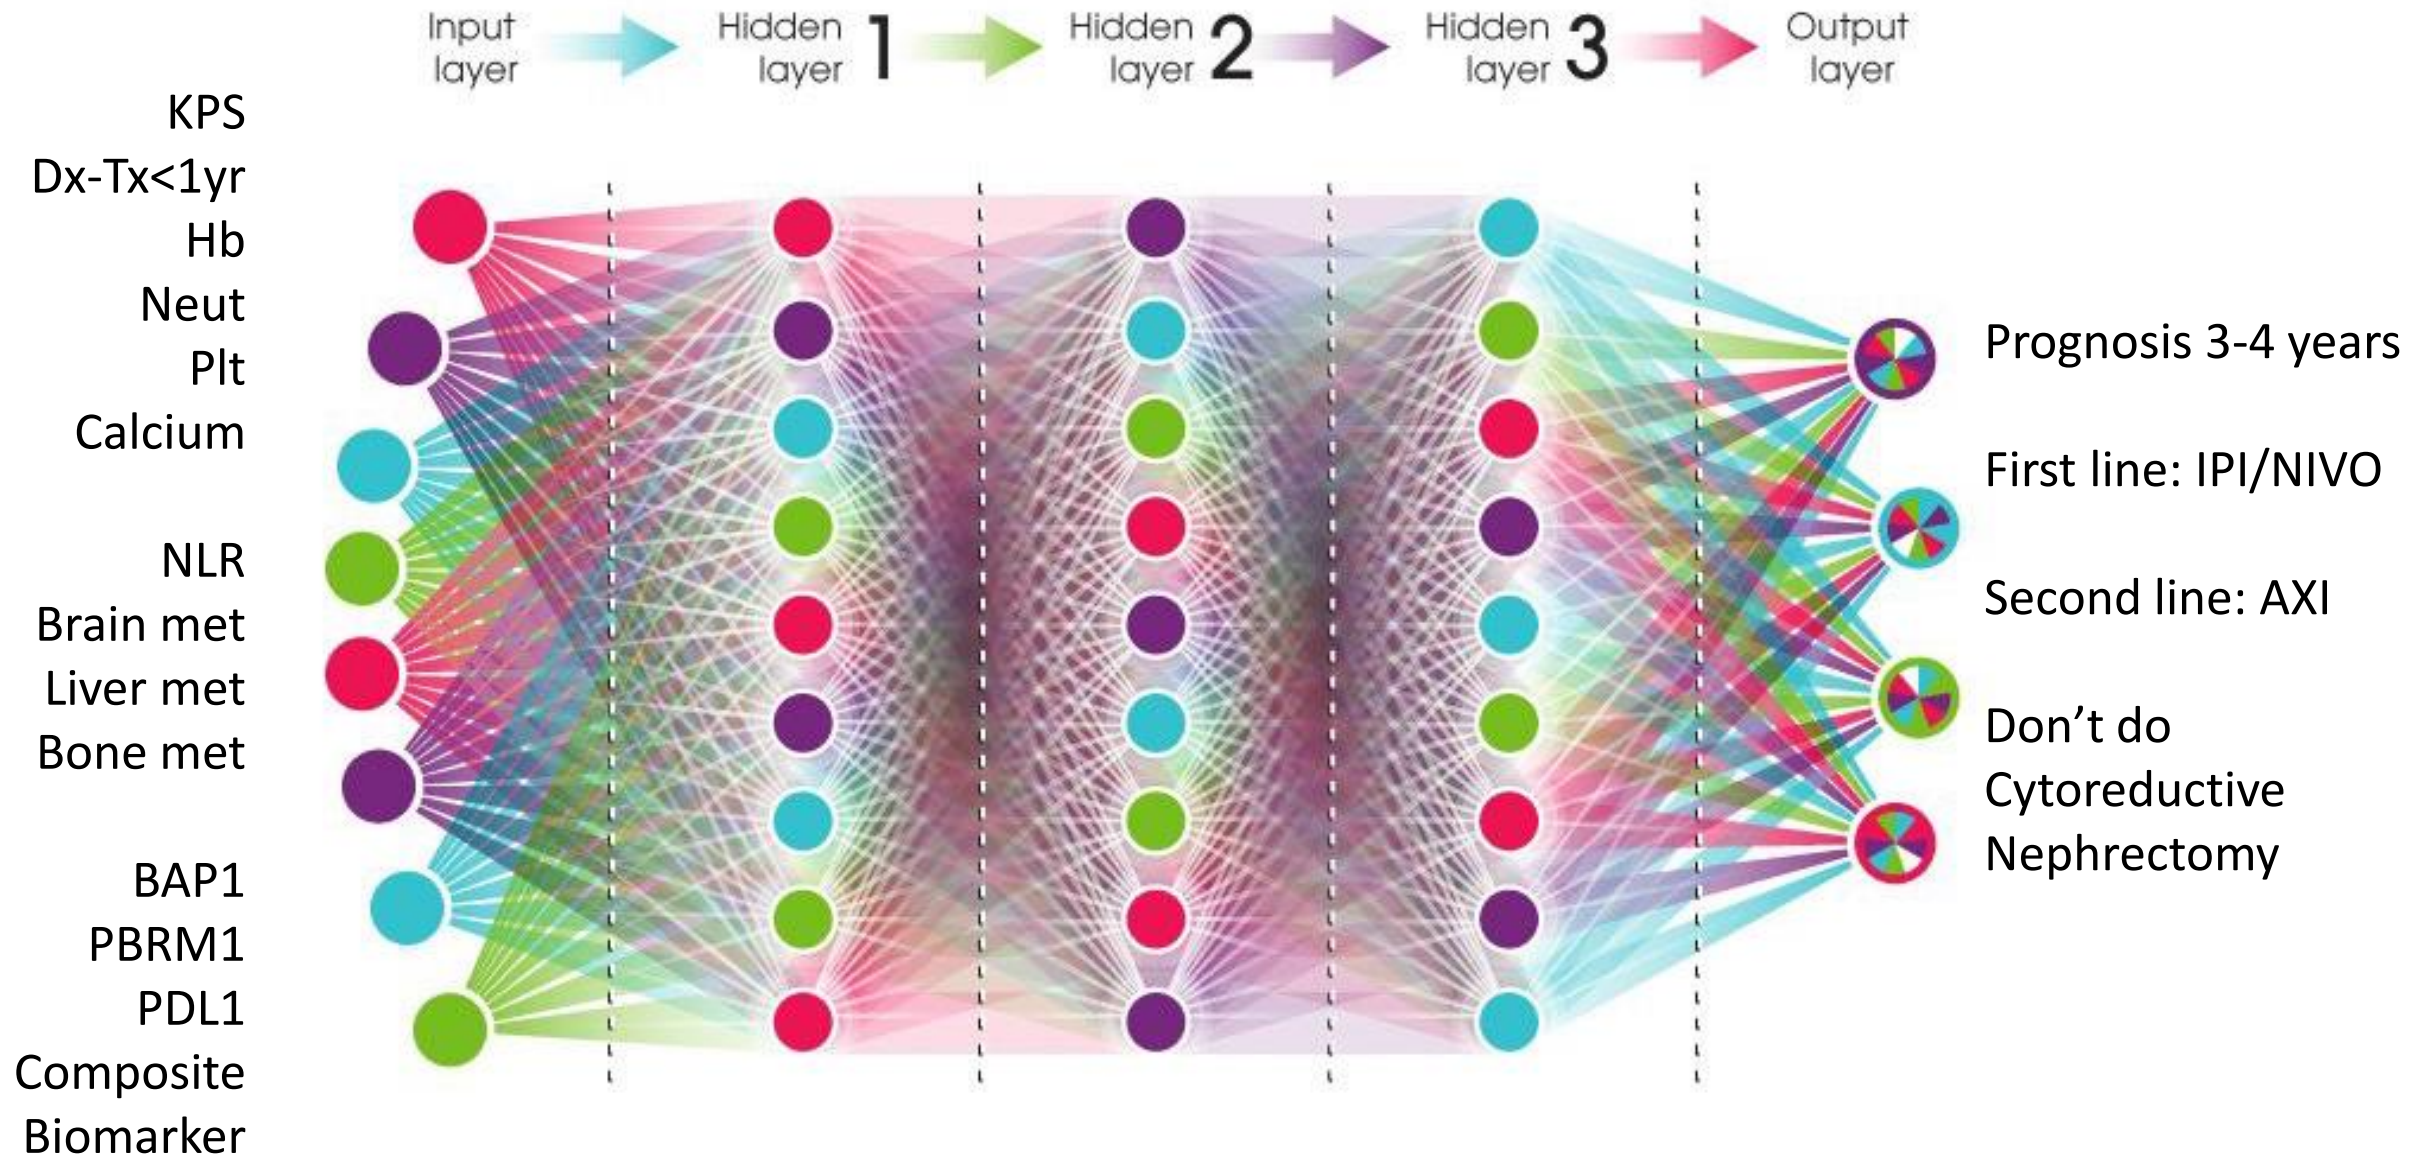 Input layer
Hidden layer 1
Hidden layer 2
Hidden layer 3
Output layer
KPS
Dx-Tx<1yr
Hb
Neut
Plt
Calcium
NLR
Brain met
Liver met
Bone met
BAP1
PBRM1
PDL1
Composite
Biomarker
Prognosis 3-4 years
First line: IPI/NIVO
Second line: AXI
Don’t do
Cytoreductive
Nephrectomy